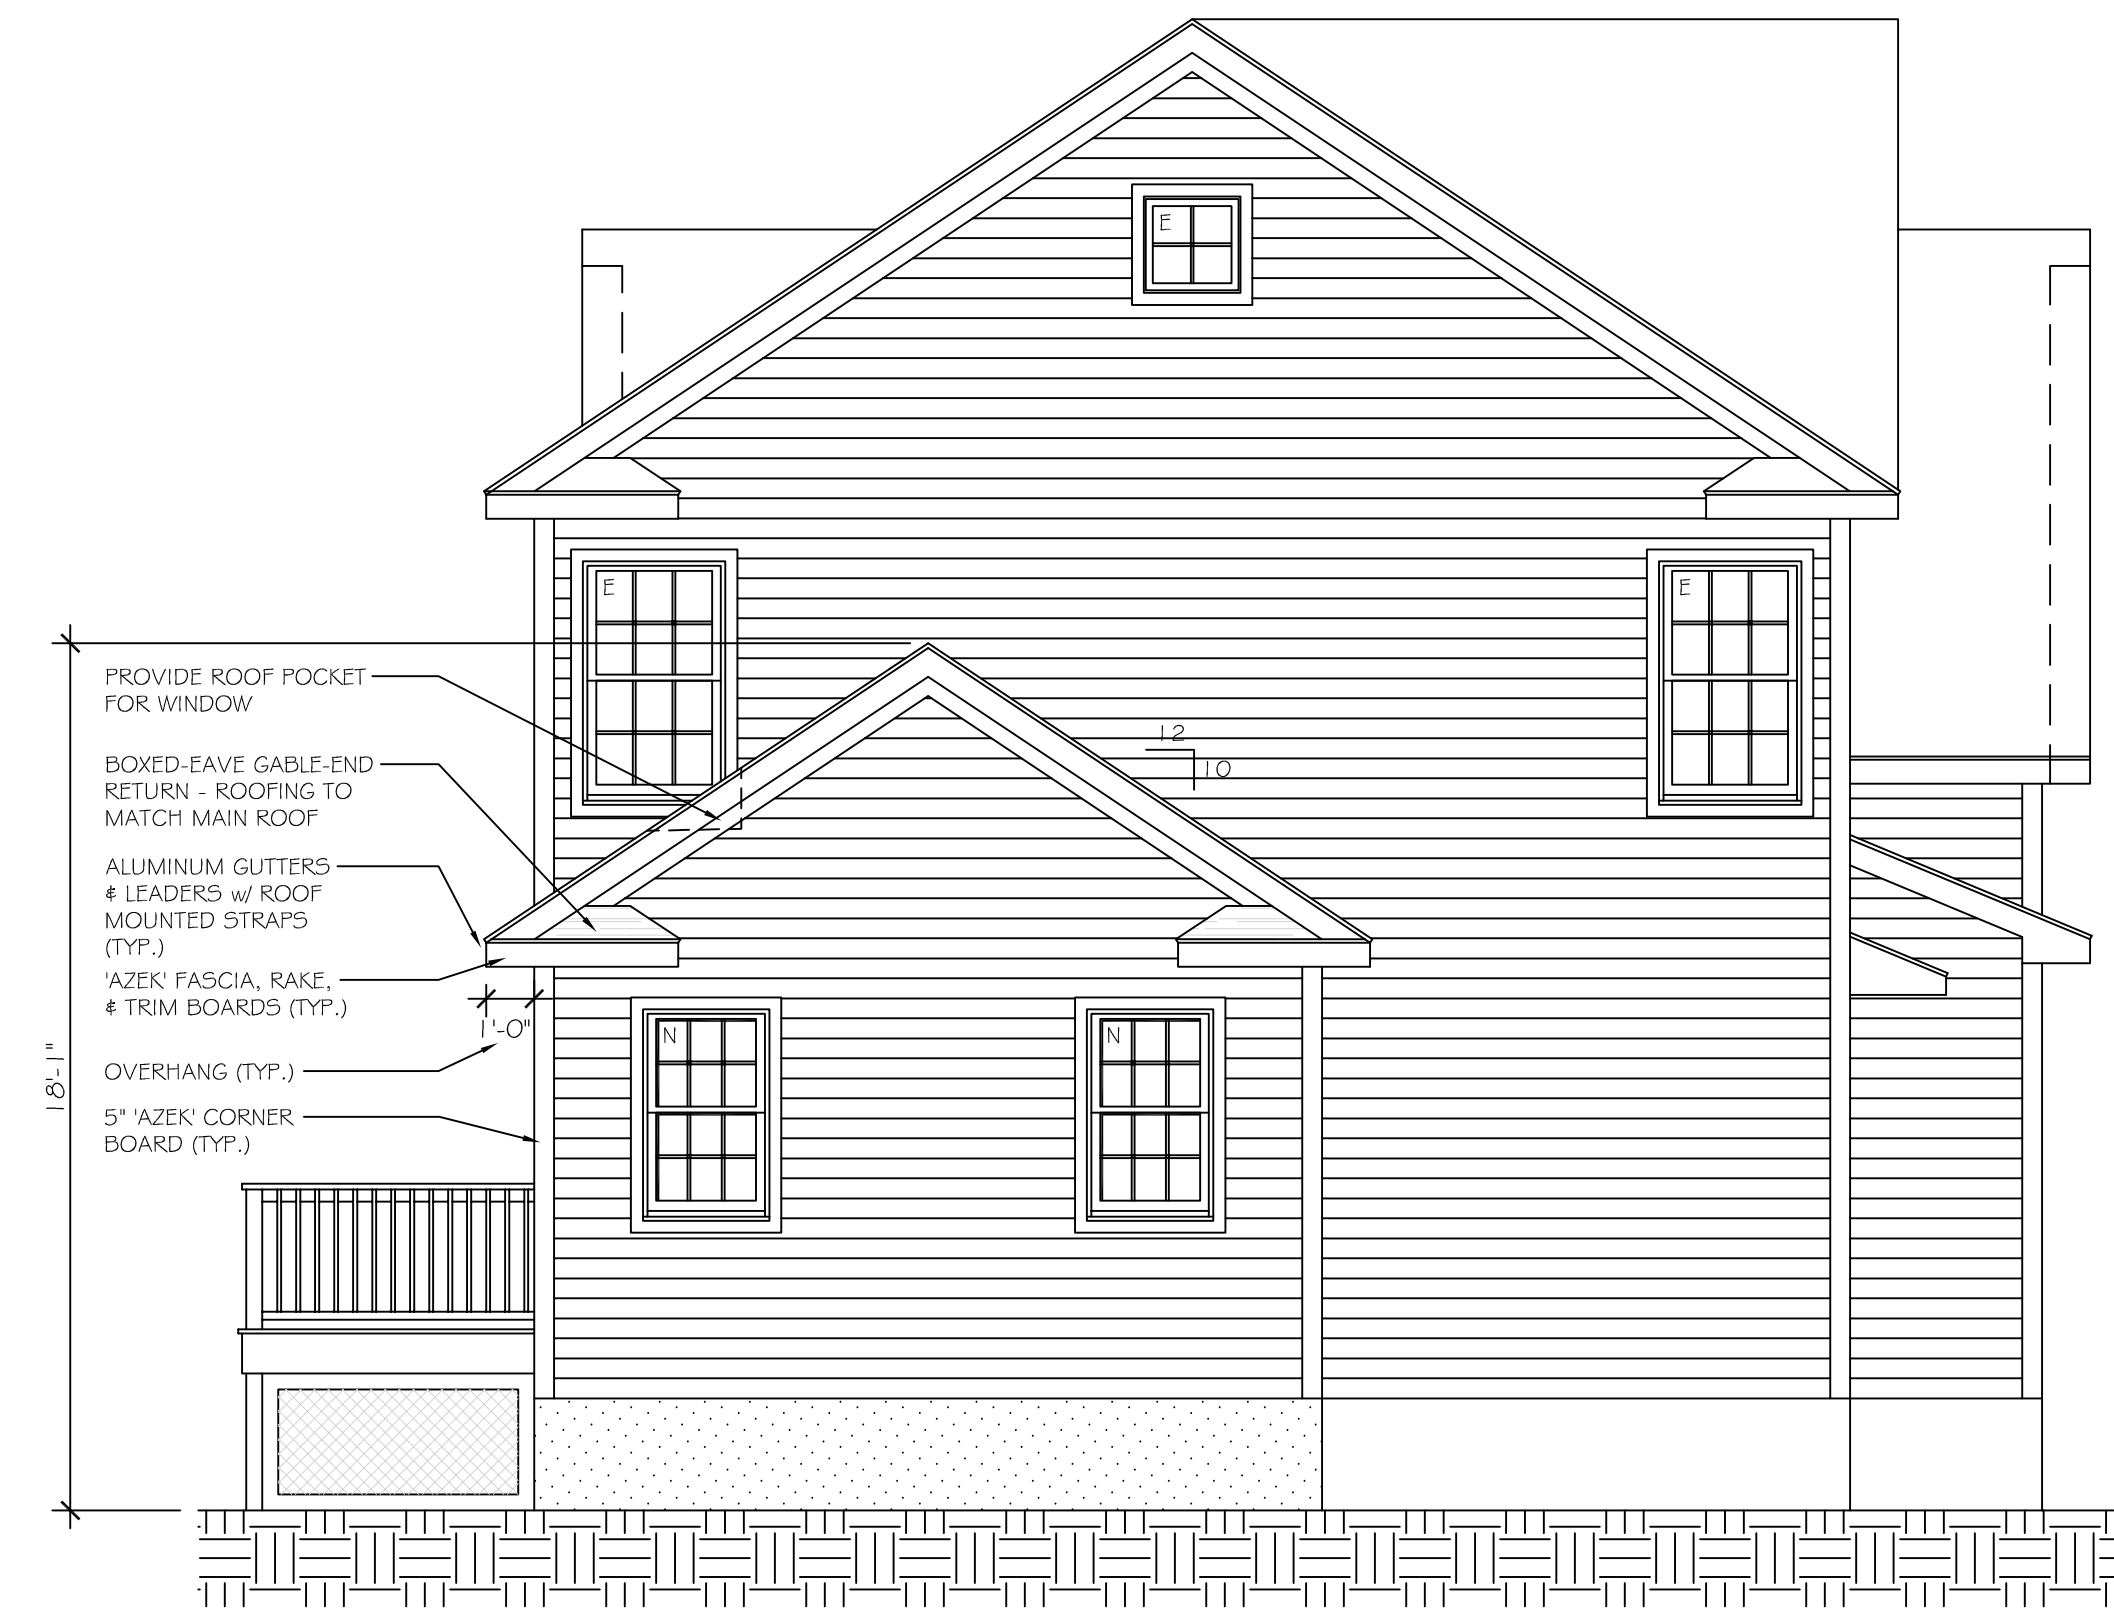 E
E
E
PROVIDE ROOF POCKET
FOR WINDOW
12
10
BOXED-EAVE GABLE-END
RETURN - ROOFING TO
MATCH MAIN ROOF
ALUMINUM GUTTERS
& LEADERS w/ ROOF
MOUNTED STRAPS
(TYP.)
'AZEK' FASCIA, RAKE,
& TRIM BOARDS (TYP.)
1'-0"
N
N
18'-1"
OVERHANG (TYP.)
5" 'AZEK' CORNER
BOARD (TYP.)